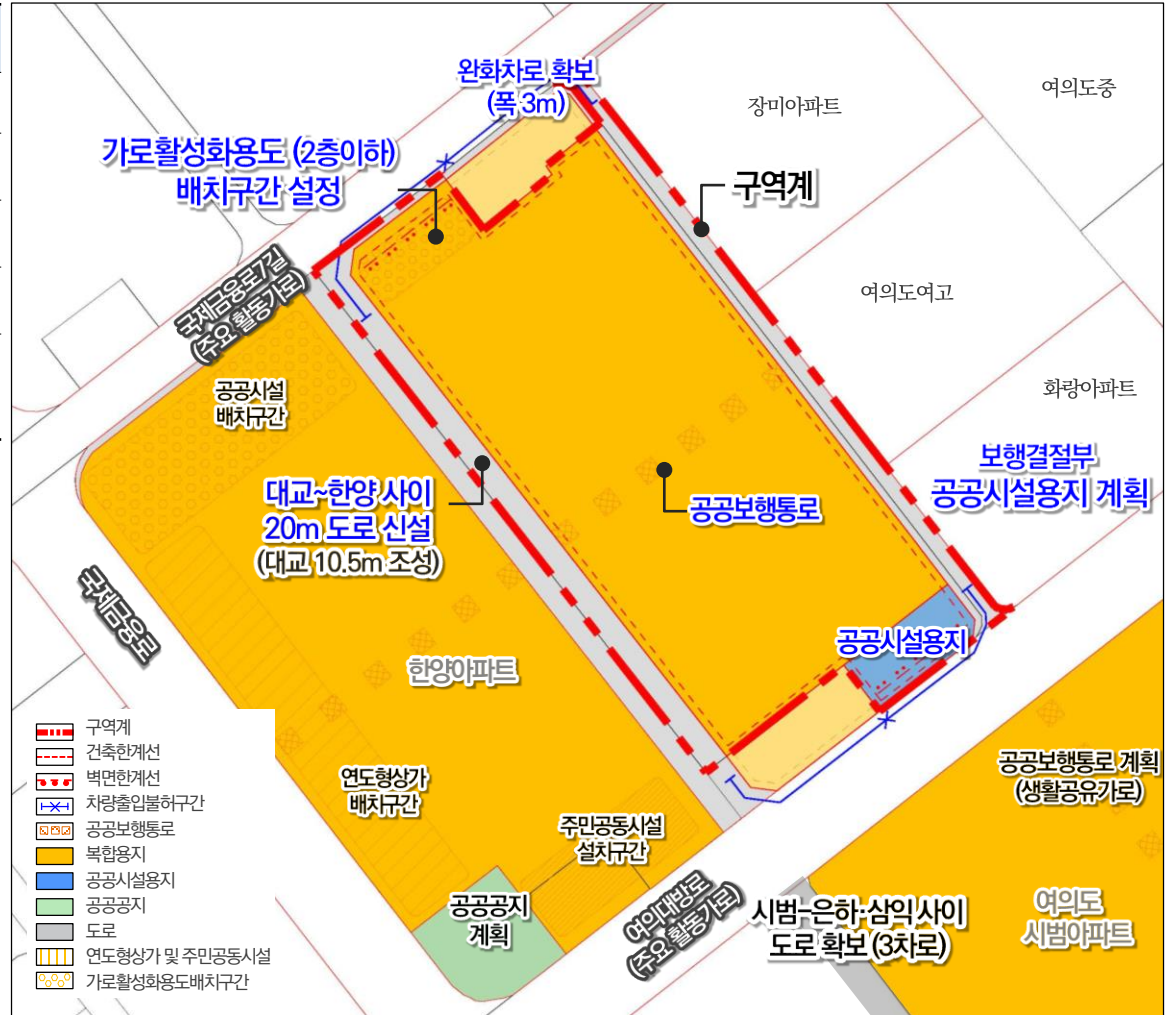 완화차로 확보
(폭 3m)
여의도중
장미아파트
가로활성화용도 (2층이하)
배치구간 설정
구역계
국제금융로7길
(주요 활동가로)
여의도여고
공공시설
배치구간
화랑아파트
보행결절부
공공시설용지 계획
대교~한양 사이
20m 도로 신설
(대교 10.5m 조성)
공공보행통로
국제금융로
공공시설용지
한양아파트
구역계
건축한계선
벽면한계선
차량출입불허구간
공공보행통로
복합용지
공공시설용지
공공공지
도로
연도형상가 및 주민공동시설
가로활성화용도배치구간
연도형상가
배치구간
주민공동시설
설치구간
공공보행통로 계획
(생활공유가로)
공공공지
계획
여의대방로
(주요 활동가로)
시범-은하·삼익 사이
도로 확보 (3차로)
여의도
시범아파트